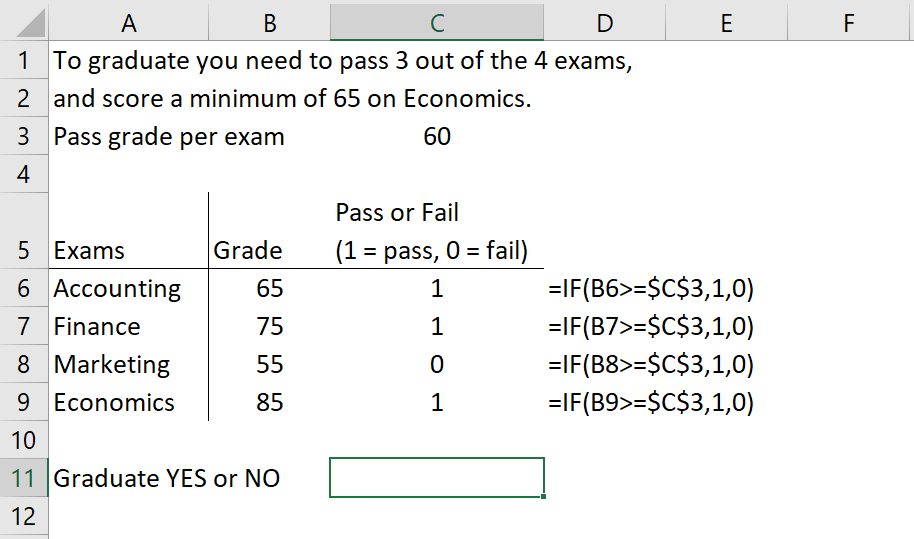 A B C D E F
1 To graduate you need to pass 3 out of the 4 exams,
2 and score a minimum of 65 on Economics.
3 Pass grade per exam 60
4
Pass or Fail
5 Exams Grade (1 = pass, 0 = fail)
6 Accounting 65 1 =IF(B6>=$C$3,1,0)
7 Finance 75 1 =IF(B7>=$C$3,1,0)
8 Marketing 55 0 =IF(B8>=$C$3,1,0)
9 Economics 85 1 =IF(B9>=$C$3,1,0)
10
11 Graduate YES or NO
12